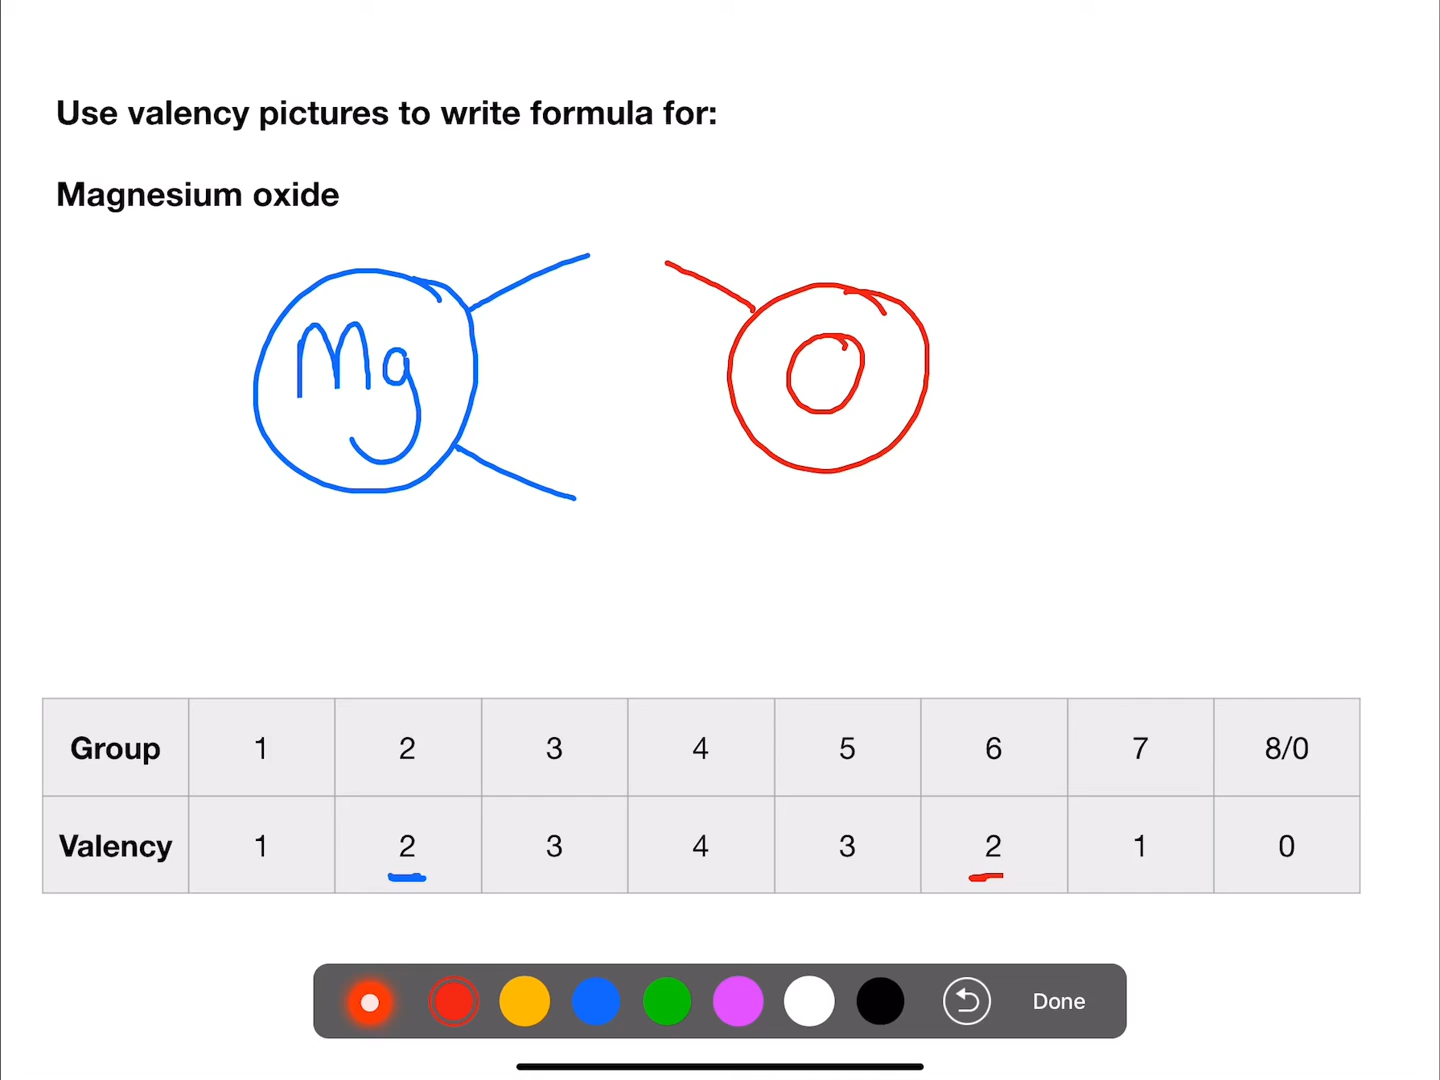 Use valency pictures to write formula for:
Magnesium oxide
Mg
O
Group 1 2 3 4 5 6 7 8/0
Valency 1 2 3 4 3 2 1 0
Done